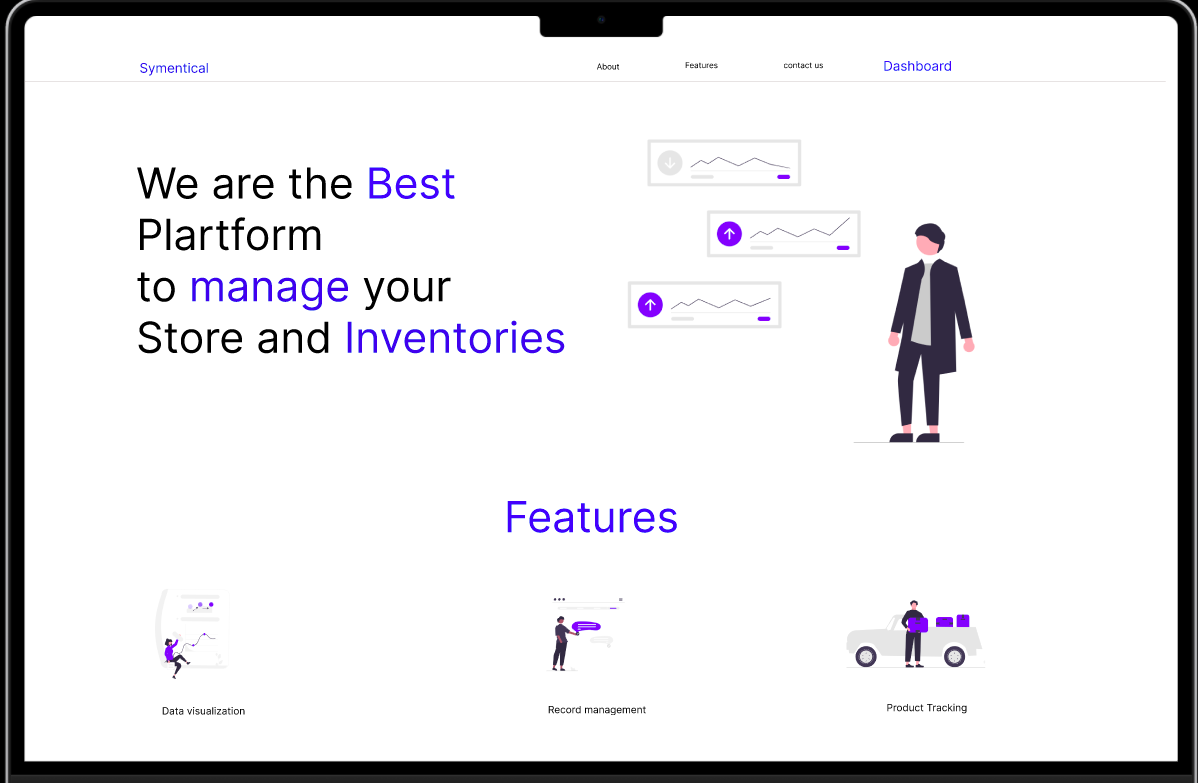 Symentical
About
Features
contact us
Dashboard
We are the Best
Plartform
to manage your
Store and Inventories
Features
Data visualization
Record management
Product Tracking